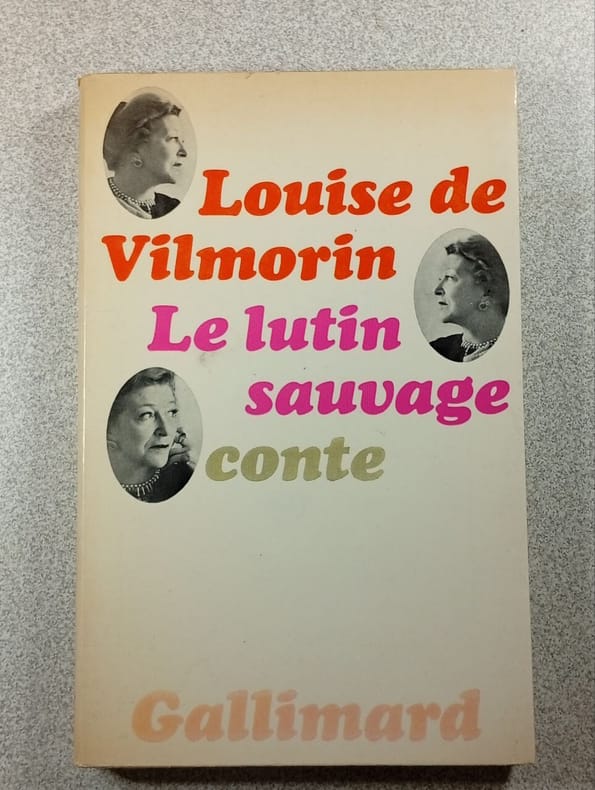 Louise de
Vilmorin
Le lutin
sauvage
conte
Gallimard